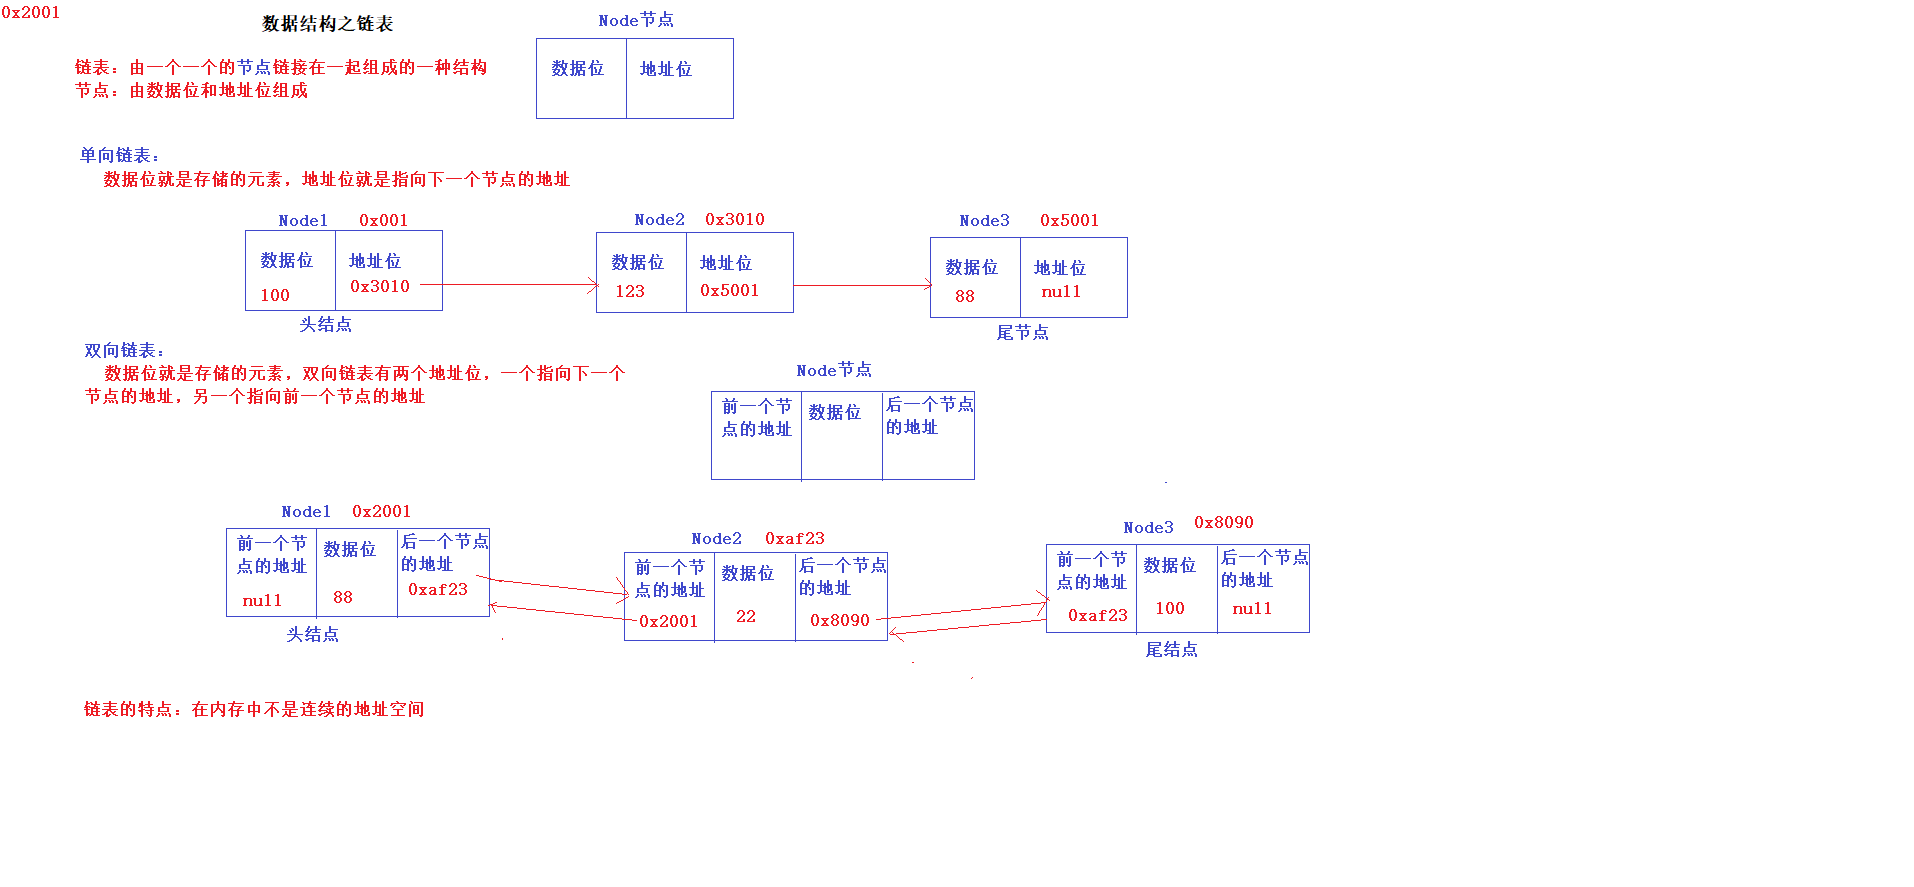 0x2001
数据结构之链表
Node节点
数据位 地址位
链表：由一个一个的节点链接在一起组成的一种结构
节点：由数据位和地址位组成
单向链表：
数据位就是存储的元素，地址位就是指向下一个节点的地址
Node1 0x001
数据位 地址位
100 0x3010
头结点
Node2 0x3010
数据位 地址位
123 0x5001
Node3 0x5001
数据位 地址位
88 null
尾节点
双向链表：
数据位就是存储的元素，双向链表有两个地址位，一个指向下一个
节点的地址，另一个指向前一个节点的地址
Node节点
前一个节 数据位 后一个节点
点的地址 的地址
Node1 0x2001
前一个节 数据位 后一个节点
点的地址 的地址
null 88 0xaf23
头结点
Node2 0xaf23
前一个节 数据位 后一个节点
点的地址 的地址
0x2001 22 0x8090
Node3 0x8090
前一个节 数据位 后一个节点
点的地址 的地址
0xaf23 100 null
尾结点
链表的特点：在内存中不是连续的地址空间